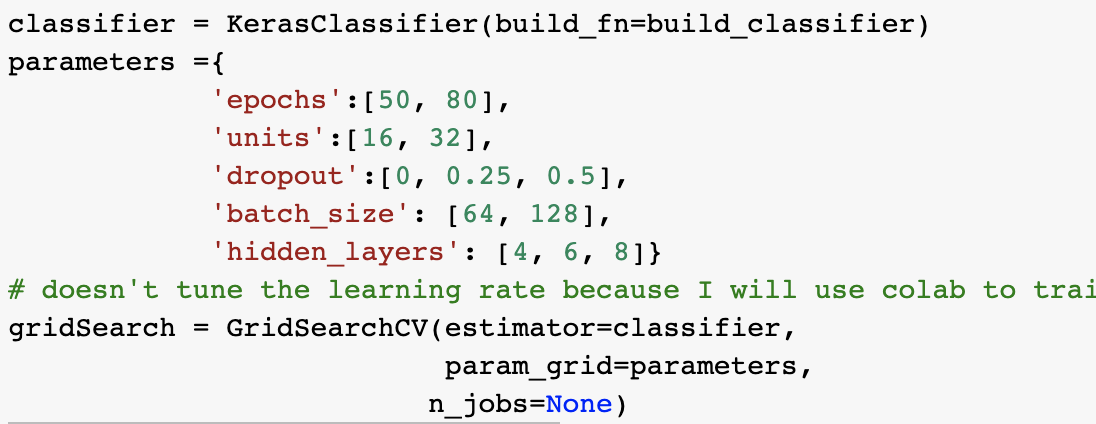 classifier = KerasClassifier(build_fn=build_classifier)
parameters ={
'epochs':[50, 80],
'units':[16, 32],
'dropout':[0, 0.25, 0.5],
'batch_size': [64, 128],
'hidden_layers': [4, 6, 8]}
# doesn't tune the learning rate because I will use colab to trai
gridSearch = GridSearchCV(estimator=classifier,
param_grid=parameters,
n_jobs=None)